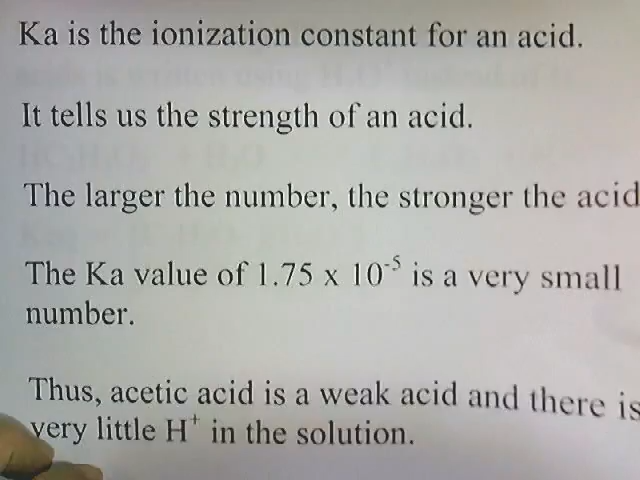 Ka is the ionization constant for an acid.
It tells us the strength of an acid.
The larger the number, the stronger the acid
The Ka value of 1.75 x 10⁻⁵ is a very small
number.
Thus, acetic acid is a weak acid and there is
very little H⁺ in the solution.